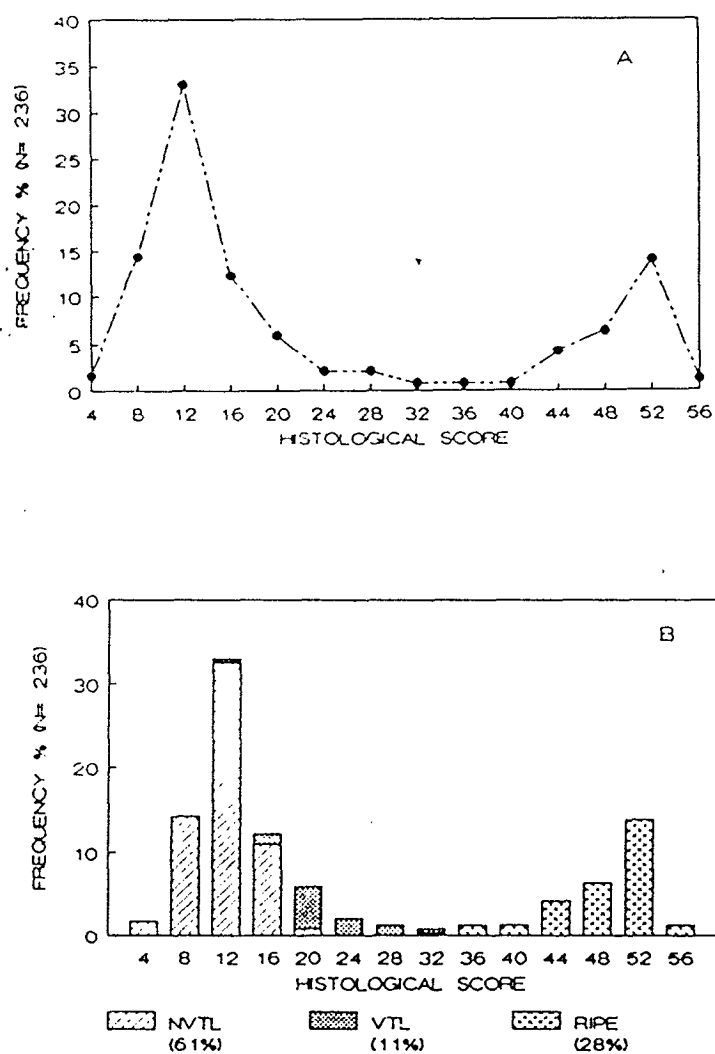 40
A
35
30
25
20
15
10
5
0
FREQUENCY % (N= 236)
4 8 12 16 20 24 28 32 36 40 44 48 52 56
HISTOLOGICAL SCORE
40
B
30
20
10
0
FREQUENCY % (N= 236)
4 8 12 16 20 24 28 32 36 40 44 48 52 56
HISTOLOGICAL SCORE
NVTL VTL RIPE
(61%) (11%) (28%)